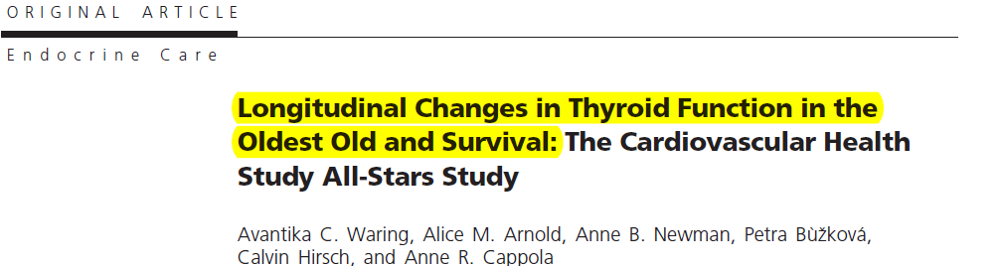 ORIGINAL ARTICLE
Endocrine Care
Longitudinal Changes in Thyroid Function in the
Oldest Old and Survival: The Cardiovascular Health
Study All-Stars Study
Avantika C. Waring, Alice M. Arnold, Anne B. Newman, Petra Bùžková,
Calvin Hirsch, and Anne R. Cappola